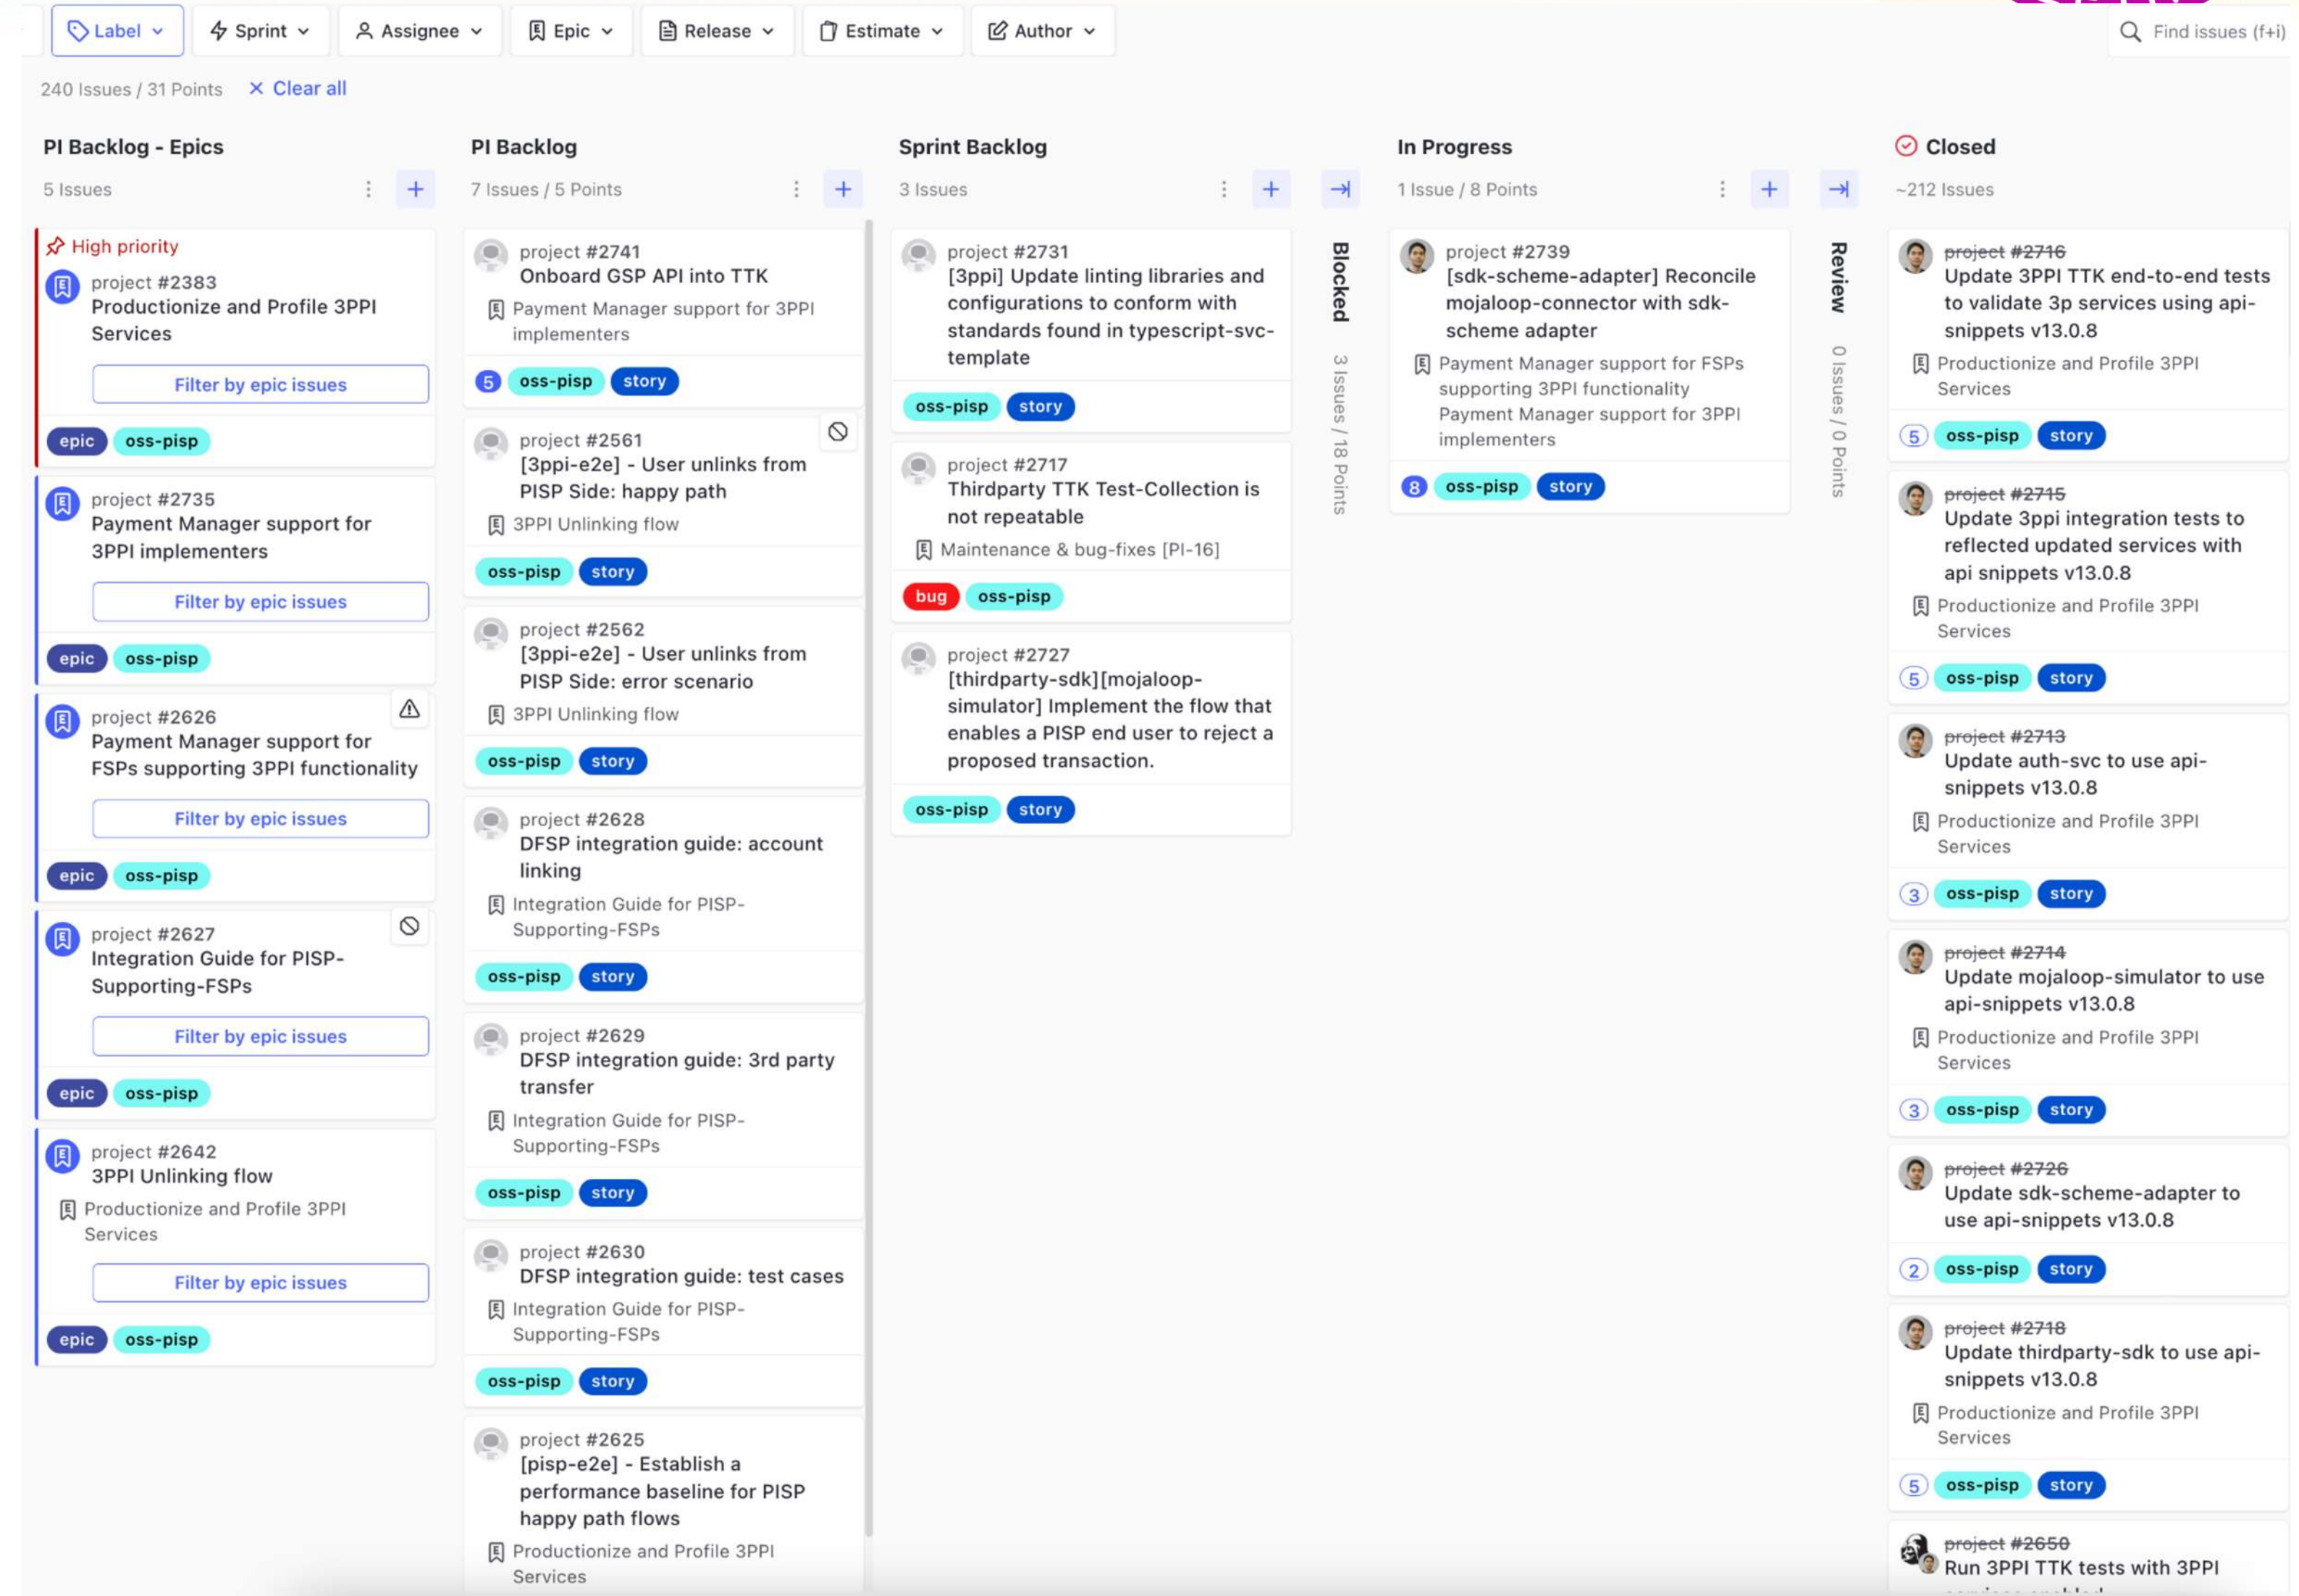 Label
Sprint
Assignee
Epic
Release
Estimate
Author
Find issues (f+i)
240 Issues / 31 Points
Clear all
PI Backlog - Epics
5 Issues
High priority
project #2383
Productionize and Profile 3PPI
Services
Filter by epic issues
epic oss-pisp
project #2735
Payment Manager support for
3PPI implementers
Filter by epic issues
epic oss-pisp
project #2626
Payment Manager support for
FSPs supporting 3PPI functionality
Filter by epic issues
epic oss-pisp
project #2627
Integration Guide for PISP-
Supporting-FSPs
Filter by epic issues
epic oss-pisp
project #2642
3PPI Unlinking flow
Productionize and Profile 3PPI
Services
Filter by epic issues
epic oss-pisp
PI Backlog
7 Issues / 5 Points
project #2741
Onboard GSP API into TTK
Payment Manager support for 3PPI
implementers
5 oss-pisp story
project #2561
[3ppi-e2e] - User unlinks from
PISP Side: happy path
3PPI Unlinking flow
oss-pisp story
project #2562
[3ppi-e2e] - User unlinks from
PISP Side: error scenario
3PPI Unlinking flow
oss-pisp story
project #2628
DFSP integration guide: account
linking
Integration Guide for PISP-
Supporting-FSPs
oss-pisp story
project #2629
DFSP integration guide: 3rd party
transfer
Integration Guide for PISP-
Supporting-FSPs
oss-pisp story
project #2630
DFSP integration guide: test cases
Integration Guide for PISP-
Supporting-FSPs
oss-pisp story
project #2625
[pisp-e2e] - Establish a
performance baseline for PISP
happy path flows
Productionize and Profile 3PPI
Services
Sprint Backlog
3 Issues
project #2731
[3ppi] Update linting libraries and
configurations to conform with
standards found in typescript-svc-
template
oss-pisp story
project #2717
Thirdparty TTK Test-Collection is
not repeatable
Maintenance & bug-fixes [PI-16]
bug oss-pisp
project #2727
[thirdparty-sdk][mojaloop-
simulator] Implement the flow that
enables a PISP end user to reject a
proposed transaction.
oss-pisp story
Blocked 3 Issues / 18 Points
In Progress
1 Issue / 8 Points
project #2739
[sdk-scheme-adapter] Reconcile
mojaloop-connector with sdk-
scheme adapter
Payment Manager support for FSPs
supporting 3PPI functionality
Payment Manager support for 3PPI
implementers
8 oss-pisp story
Review 0 Issues / 0 Points
Closed
~212 Issues
project #2716
Update 3PPI TTK end-to-end tests
to validate 3p services using api-
snippets v13.0.8
Productionize and Profile 3PPI
Services
5 oss-pisp story
project #2715
Update 3ppi integration tests to
reflected updated services with
api snippets v13.0.8
Productionize and Profile 3PPI
Services
5 oss-pisp story
project #2713
Update auth-svc to use api-
snippets v13.0.8
Productionize and Profile 3PPI
Services
3 oss-pisp story
project #2714
Update mojaloop-simulator to use
api-snippets v13.0.8
Productionize and Profile 3PPI
Services
3 oss-pisp story
project #2726
Update sdk-scheme-adapter to
use api-snippets v13.0.8
2 oss-pisp story
project #2718
Update thirdparty-sdk to use api-
snippets v13.0.8
Productionize and Profile 3PPI
Services
5 oss-pisp story
project #2650
Run 3PPI TTK tests with 3PPI